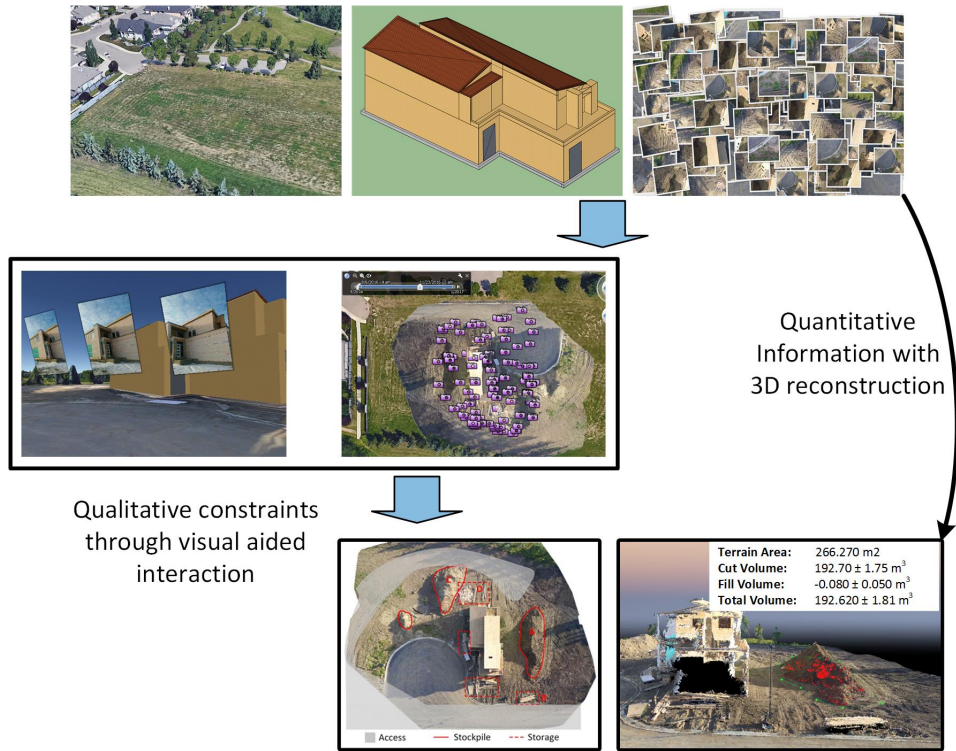 Quantitative
Information with
3D reconstruction
Qualitative constraints
through visual aided
interaction
Terrain Area: 266.270 m2
Cut Volume: 192.70 ± 1.75 m³
Fill Volume: -0.080 ± 0.050 m³
Total Volume: 192.620 ± 1.81 m³
Access Stockpile Storage